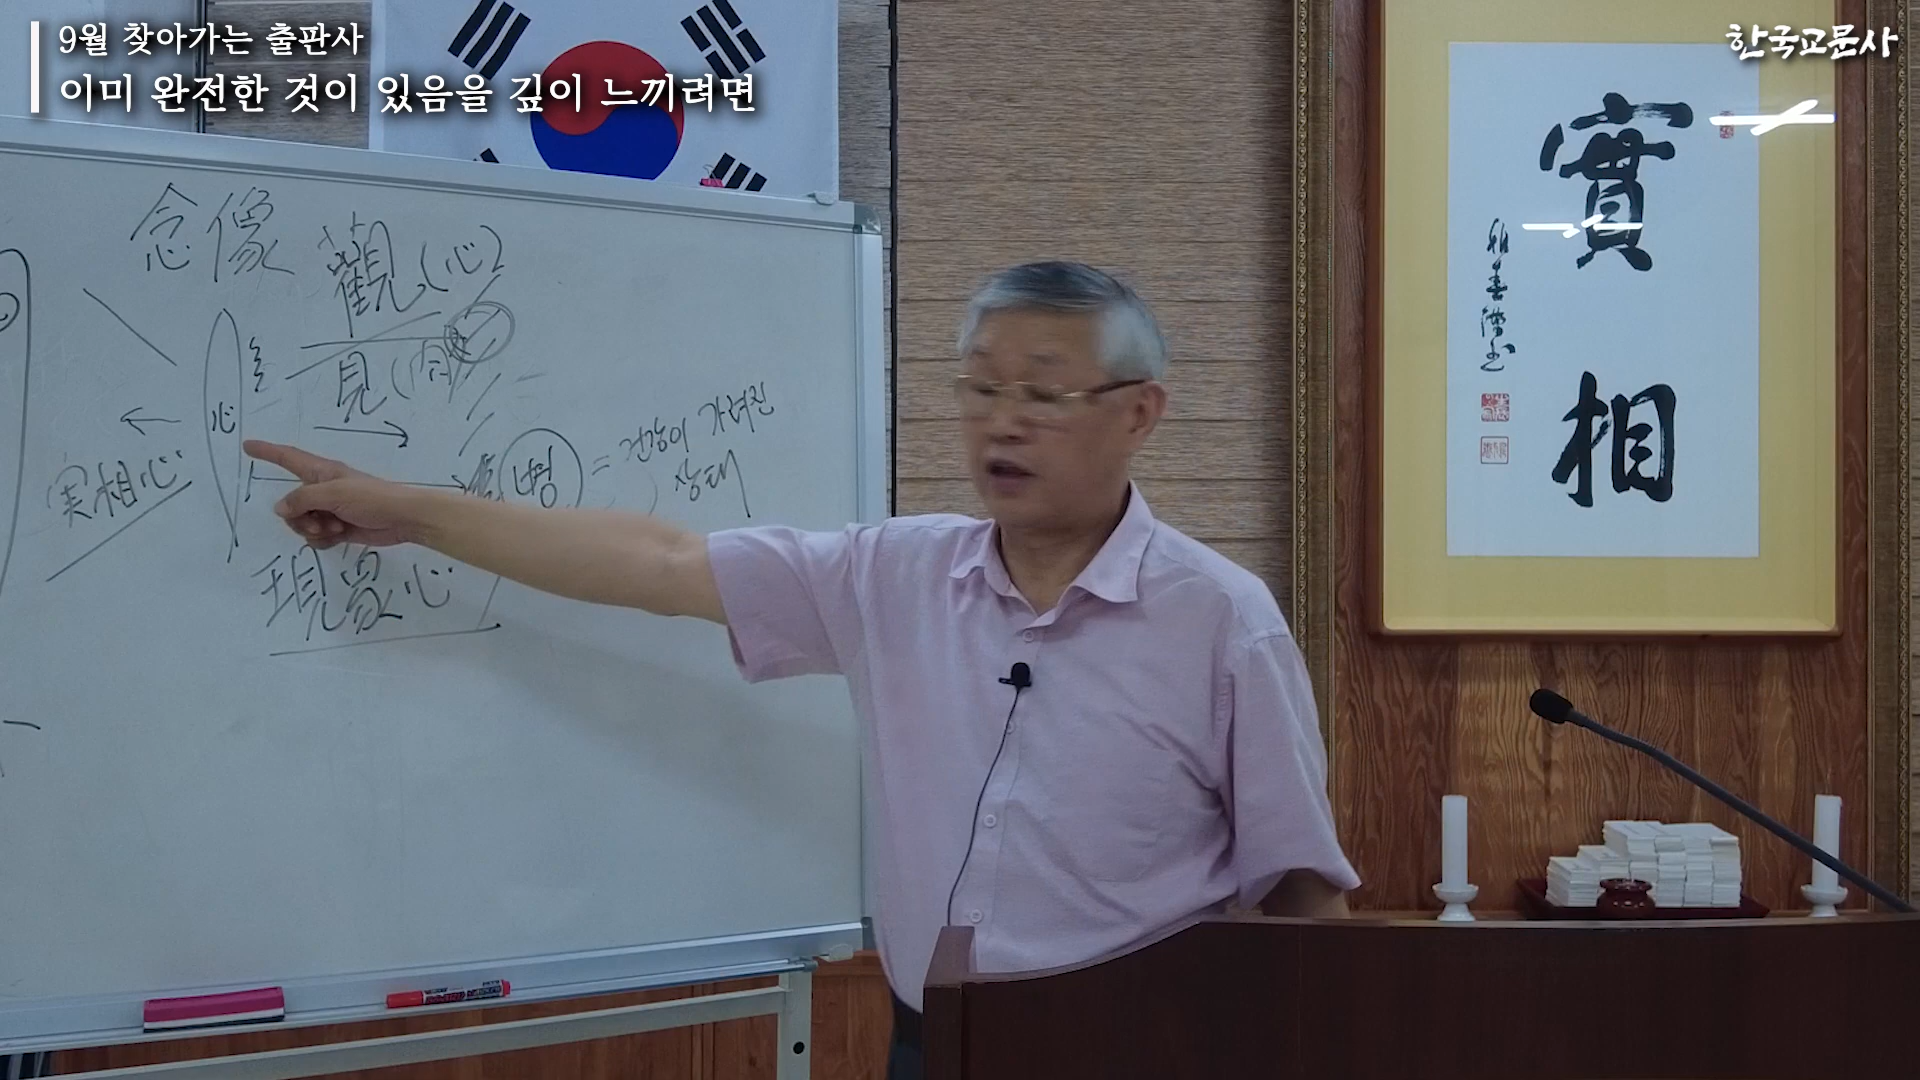 9월 찾아가는 출판사
이미 완전한 것이 있음을 깊이 느끼려면
한국교문사
實
相
念像
觀(心)
見(肉
心
実相心
병 = 건강이 가려진
상태
現象心